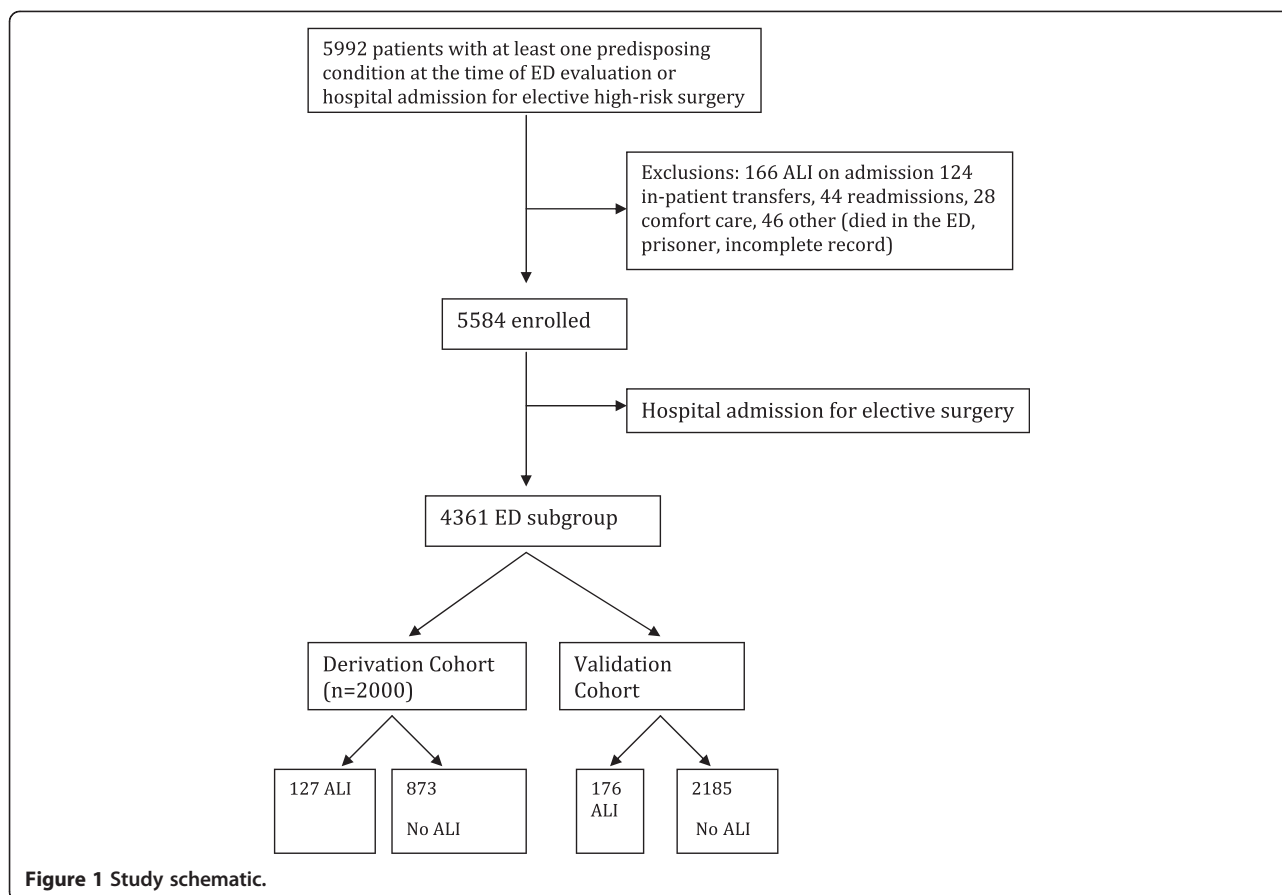 5992 patients with at least one predisposing
condition at the time of ED evaluation or
hospital admission for elective high-risk surgery
Exclusions: 166 ALI on admission 124
in-patient transfers, 44 readmissions, 28
comfort care, 46 other (died in the ED,
prisoner, incomplete record)
5584 enrolled
Hospital admission for elective surgery
4361 ED subgroup
Derivation Cohort
(n=2000)
Validation
Cohort
127 ALI
873
No ALI
176
ALI
2185
No ALI
Figure 1 Study schematic.